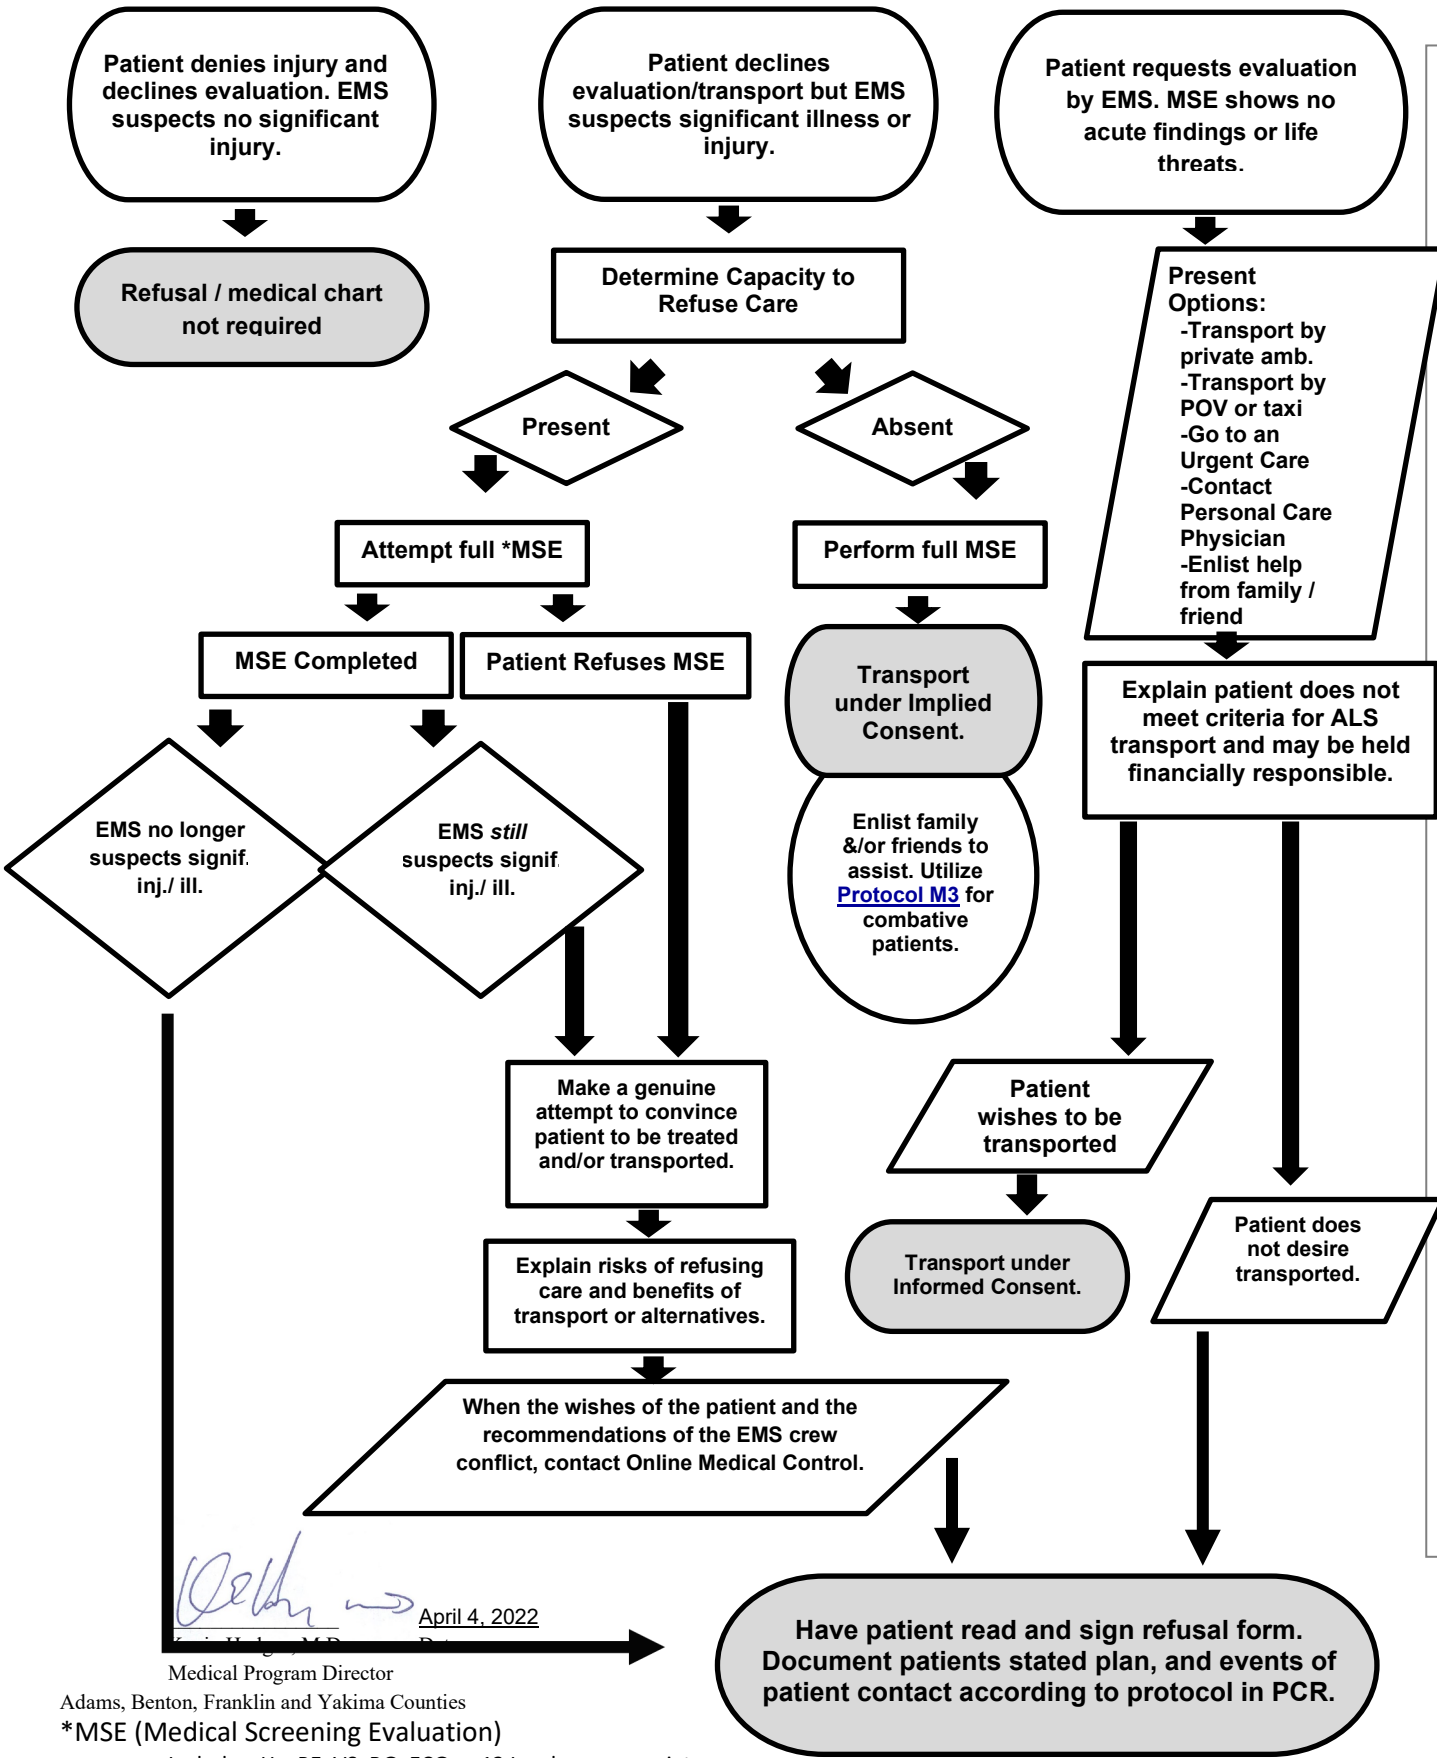 Patient denies injury and
declines evaluation. EMS
suspects no significant
injury.
Patient declines
evaluation/transport but EMS
suspects significant illness or
injury.
Patient requests evaluation
by EMS. MSE shows no
acute findings or life
threats.
Refusal / medical chart
not required
Determine Capacity to
Refuse Care
Present
Options:
-Transport by
private amb.
-Transport by
POV or taxi
-Go to an
Urgent Care
-Contact
Personal Care
Physician
-Enlist help
from family /
friend
Present
Absent
Attempt full *MSE
Perform full MSE
MSE Completed
Patient Refuses MSE
Transport
under Implied
Consent.
Explain patient does not
meet criteria for ALS
transport and may be held
financially responsible.
EMS no longer
suspects signif.
inj./ ill.
EMS still
suspects signif.
inj./ ill.
Enlist family
&/or friends to
assist. Utilize
Protocol M3 for
combative
patients.
Make a genuine
attempt to convince
patient to be treated
and/or transported.
Patient
wishes to be
transported
Explain risks of refusing
care and benefits of
transport or alternatives.
Transport under
Informed Consent.
Patient does
not desire
transported.
When the wishes of the patient and the
recommendations of the EMS crew
conflict, contact Online Medical Control.
April 4, 2022
Medical Program Director
Adams, Benton, Franklin and Yakima Counties
*MSE (Medical Screening Evaluation)
Have patient read and sign refusal form.
Document patients stated plan, and events of
patient contact according to protocol in PCR.